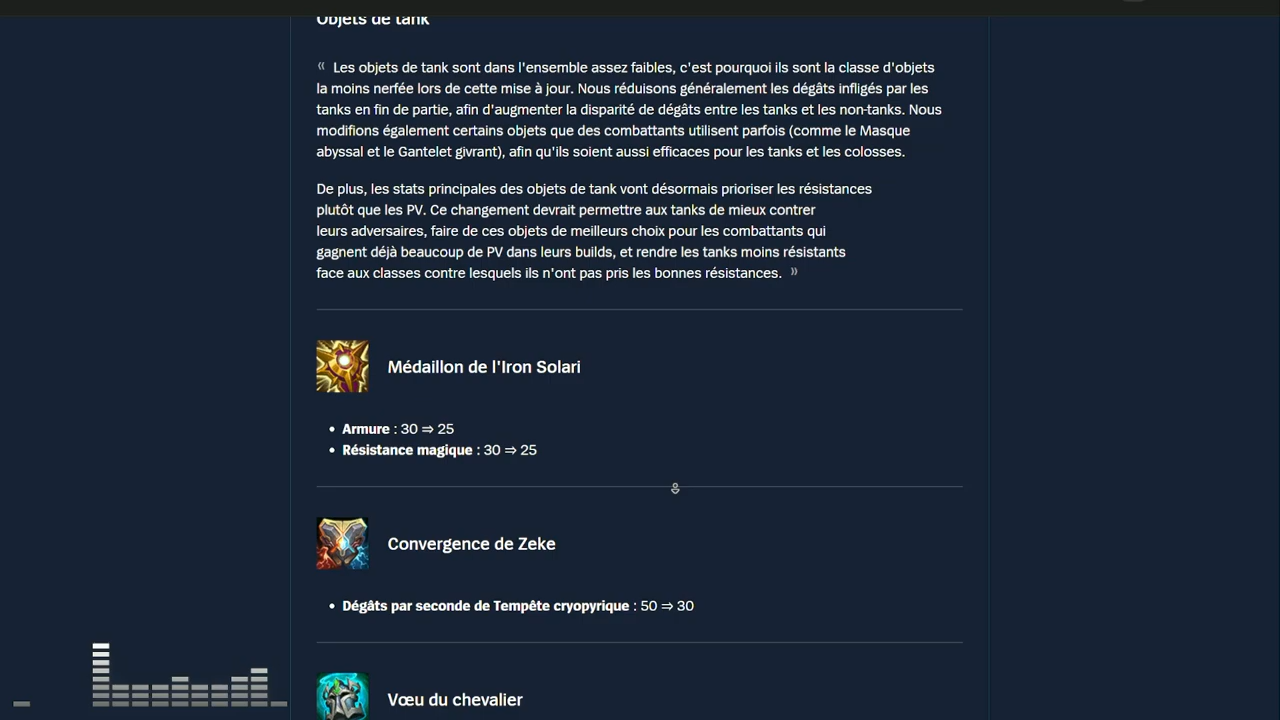 Objets de tank
« Les objets de tank sont dans l'ensemble assez faibles, c'est pourquoi ils sont la classe d'objets
la moins nerfée lors de cette mise à jour. Nous réduisons généralement les dégâts infligés par les
tanks en fin de partie, afin d'augmenter la disparité de dégâts entre les tanks et les non-tanks. Nous
modifions également certains objets que des combattants utilisent parfois (comme le Masque
abyssal et le Gantelet givrant), afin qu'ils soient aussi efficaces pour les tanks et les colosses.
De plus, les stats principales des objets de tank vont désormais prioriser les résistances
plutôt que les PV. Ce changement devrait permettre aux tanks de mieux contrer
leurs adversaires, faire de ces objets de meilleurs choix pour les combattants qui
gagnent déjà beaucoup de PV dans leurs builds, et rendre les tanks moins résistants
face aux classes contre lesquels ils n'ont pas pris les bonnes résistances. »
Médaillon de l'Iron Solari
• Armure : 30 ⇒ 25
• Résistance magique : 30 ⇒ 25
Convergence de Zeke
• Dégâts par seconde de Tempête cryopyrique : 50 ⇒ 30
Vœu du chevalier